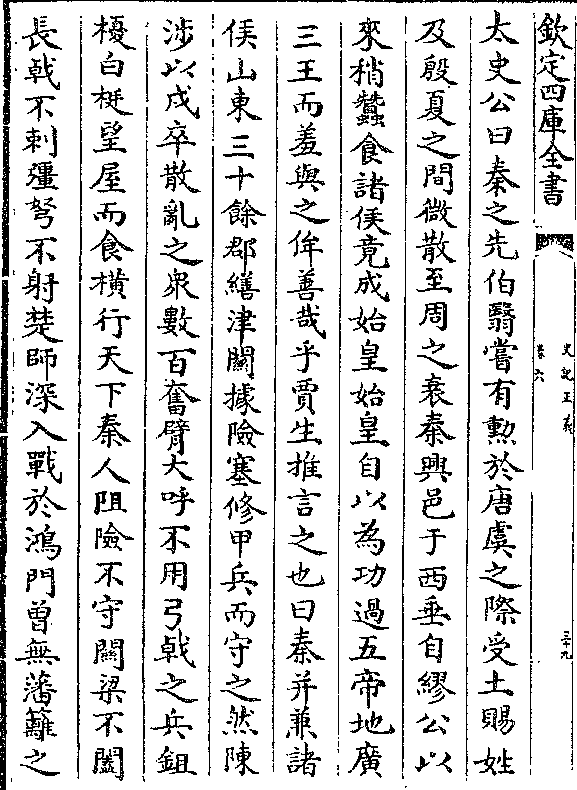 欽定四庫全書
史記正義
卷六
三十九
太史公曰秦之先伯翳嘗有勲於唐虞之際受土賜姓
及殷夏之間微散至周之衰秦興邑于西垂自繆公以
來稍蠶食諸侯竟成始皇始皇自以為功過五帝地廣
三王而羞與之侔善哉乎賈生推言之也曰秦并兼諸
侯山東三十餘郡繕津闗據險塞修甲兵而守之然陳
涉以戍卒散亂之衆數百奮臂大呼不用弓戟之兵鉏
櫌白梃望屋而食橫行天下秦人阻險不守闗梁不闔
長戟不刺彊弩不射楚師深入戰於鴻門曾無藩籬之